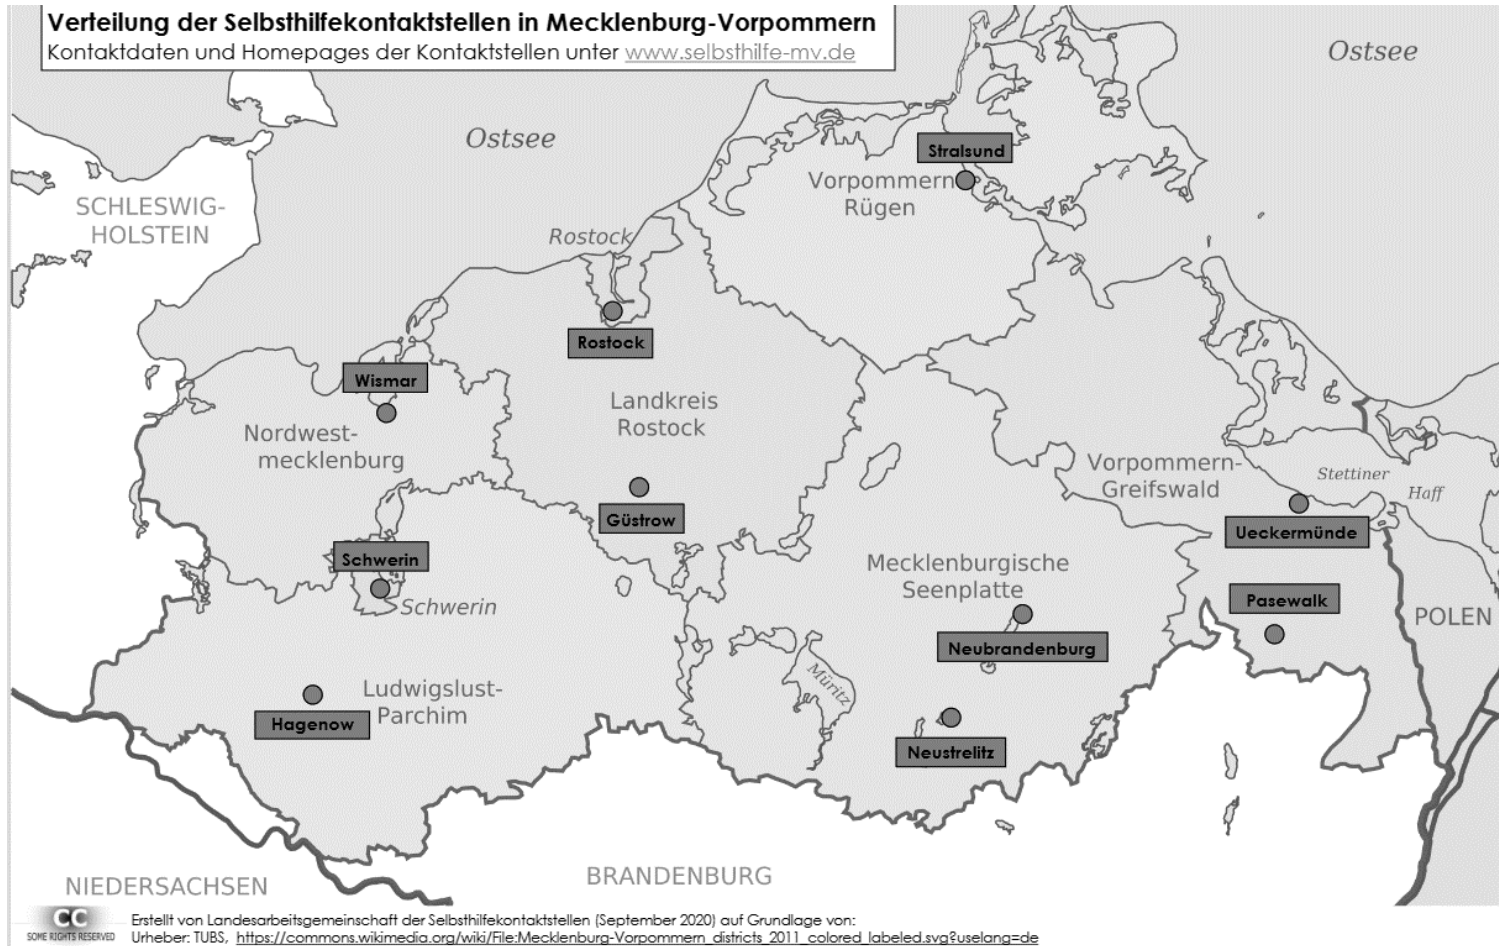 Verteilung der Selbsthilfekontaktstellen in Mecklenburg-Vorpommern
Kontaktdaten und Homepages der Kontaktstellen unter www.selbsthilfe-mv.de
Ostsee
Ostsee
Stralsund
Vorpommern
Rügen
SCHLESWIG-
HOLSTEIN
Rostock
Rostock
Wismar
Landkreis
Rostock
Nordwest-
mecklenburg
Vorpommern-
Greifswald
Stettiner
Haff
Güstrow
Ueckermünde
Schwerin
Schwerin
Mecklenburgische
Seenplatte
Pasewalk
POLEN
Neubrandenburg
Müritz
Ludwigslust-
Parchim
Hagenow
Neustrelitz
BRANDENBURG
NIEDERSACHSEN
CC
SOME RIGHTS RESERVED
Erstellt von Landesarbeitsgemeinschaft der Selbsthilfekontaktstellen (September 2020) auf Grundlage von:
Urheber: TUBS, https://commons.wikimedia.org/wiki/File:Mecklenburg-Vorpommern_districts_2011_colored_labeled.svg?uselang=de